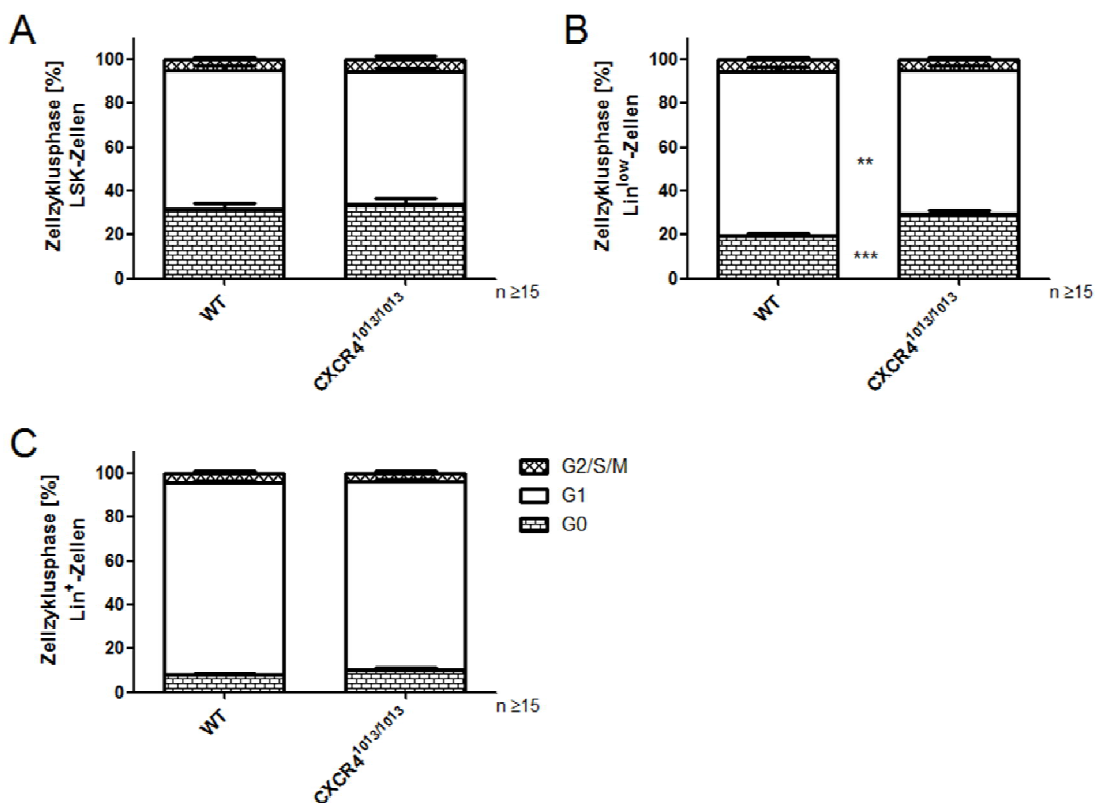 A
Zellzyklusphase [%]
LSK-Zellen
100
80
60
40
20
0
WT
CXCR4^1013/1013
n ≥15
B
Zellzyklusphase [%]
Lin^low-Zellen
100
80
60
40
20
0
**
***
WT
CXCR4^1013/1013
n ≥15
C
Zellzyklusphase [%]
Lin^+-Zellen
100
80
60
40
20
0
WT
CXCR4^1013/1013
n ≥15
G2/S/M
G1
G0